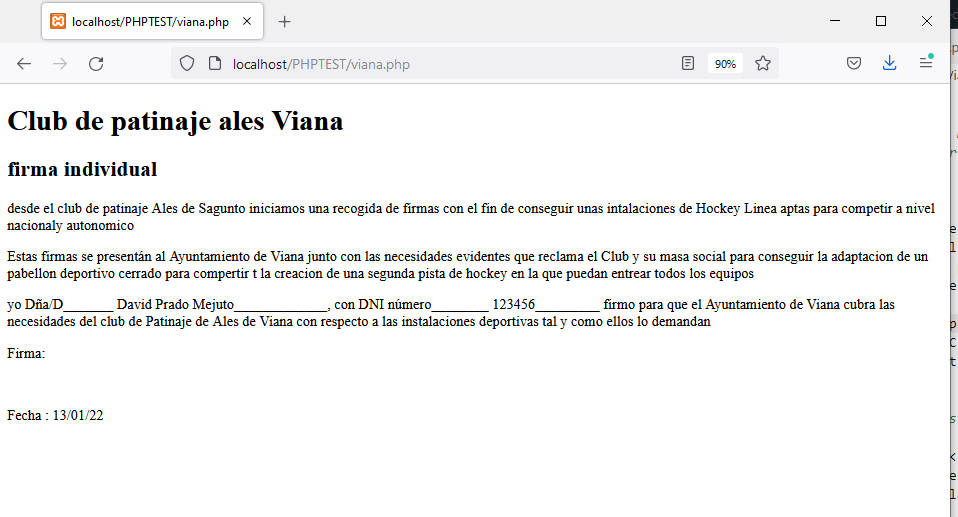 localhost/PHPTEST/viana.php
localhost/PHPTEST/viana.php
90%
Club de patinaje ales Viana
firma individual
desde el club de patinaje Ales de Sagunto iniciamos una recogida de firmas con el fin de conseguir unas intalaciones de Hockey Linea aptas para competir a nivel
nacionaly autonomico
Estas firmas se presentán al Ayuntamiento de Viana junto con las necesidades evidentes que reclama el Club y su masa social para conseguir la adaptacion de un
pabellon deportivo cerrado para compertir t la creacion de una segunda pista de hockey en la que puedan entrear todos los equipos
yo Dña/D_______ David Prado Mejuto_____________, con DNI número________ 123456_________ firmo para que el Ayuntamiento de Viana cubra las
necesidades del club de Patinaje de Ales de Viana con respecto a las instalaciones deportivas tal y como ellos lo demandan
Firma:
Fecha : 13/01/22